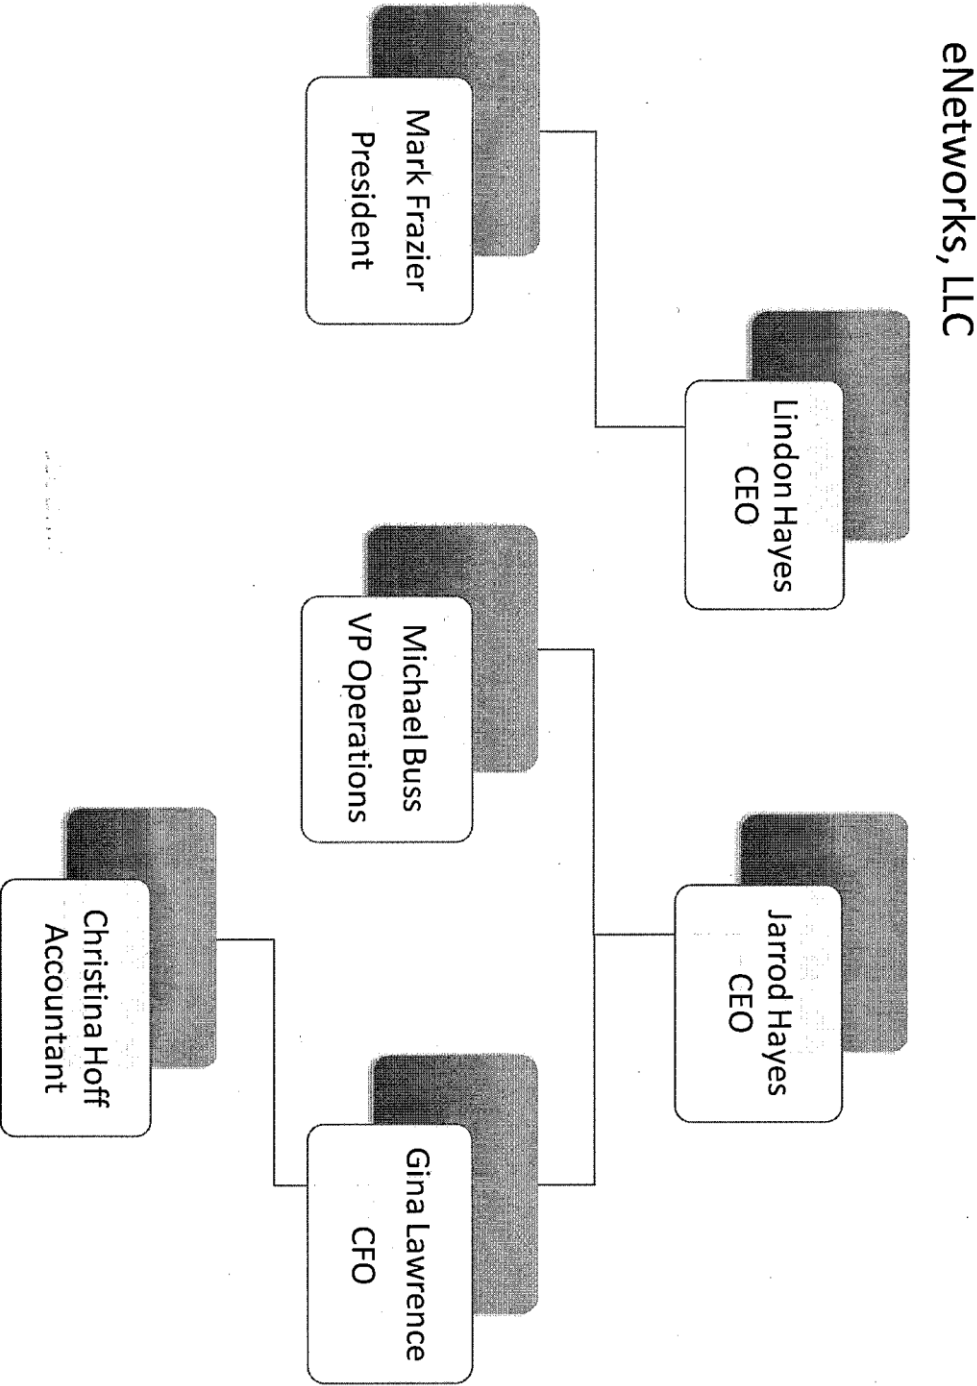 eNetworks, LLC
Lindon Hayes
CEO
Jarrod Hayes
CEO
Mark Frazier
President
Michael Buss
VP Operations
Gina Lawrence
CFO
Christina Hoff
Accountant